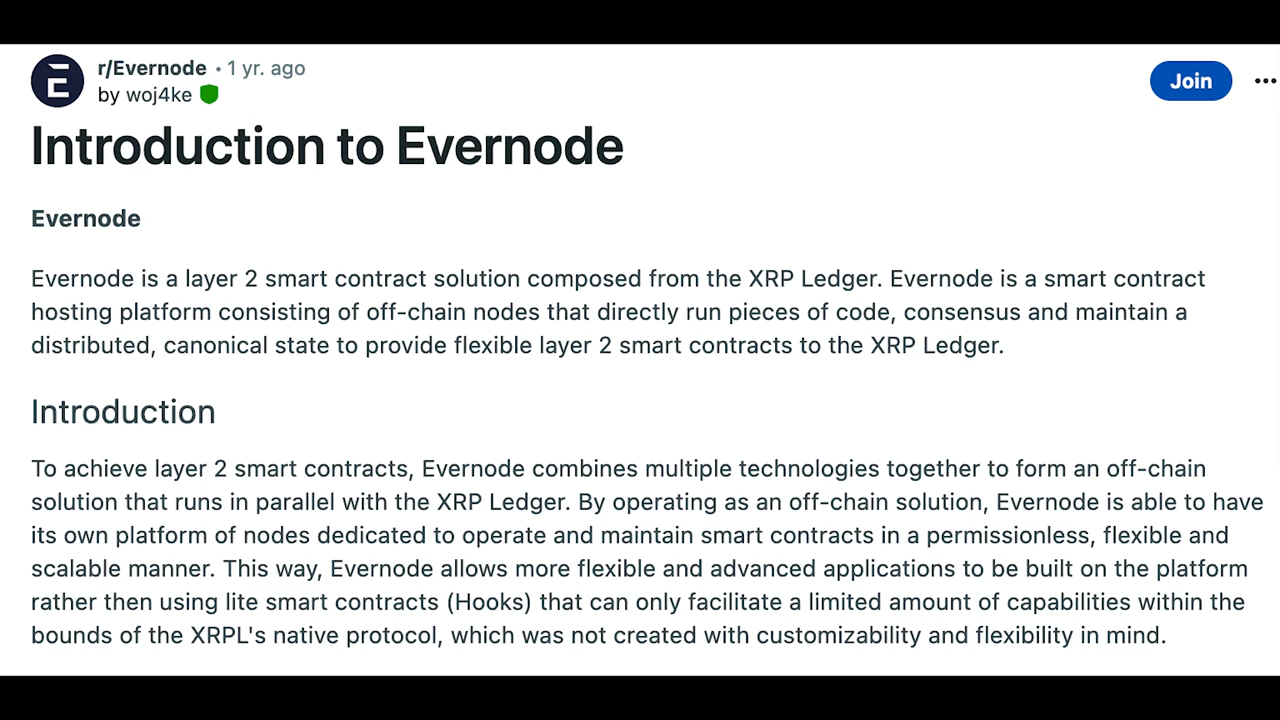 r/Evernode • 1 yr. ago
by woj4ke
Join
Introduction to Evernode
Evernode
Evernode is a layer 2 smart contract solution composed from the XRP Ledger. Evernode is a smart contract
hosting platform consisting of off-chain nodes that directly run pieces of code, consensus and maintain a
distributed, canonical state to provide flexible layer 2 smart contracts to the XRP Ledger.
Introduction
To achieve layer 2 smart contracts, Evernode combines multiple technologies together to form an off-chain
solution that runs in parallel with the XRP Ledger. By operating as an off-chain solution, Evernode is able to have
its own platform of nodes dedicated to operate and maintain smart contracts in a permissionless, flexible and
scalable manner. This way, Evernode allows more flexible and advanced applications to be built on the platform
rather then using lite smart contracts (Hooks) that can only facilitate a limited amount of capabilities within the
bounds of the XRPL's native protocol, which was not created with customizability and flexibility in mind.